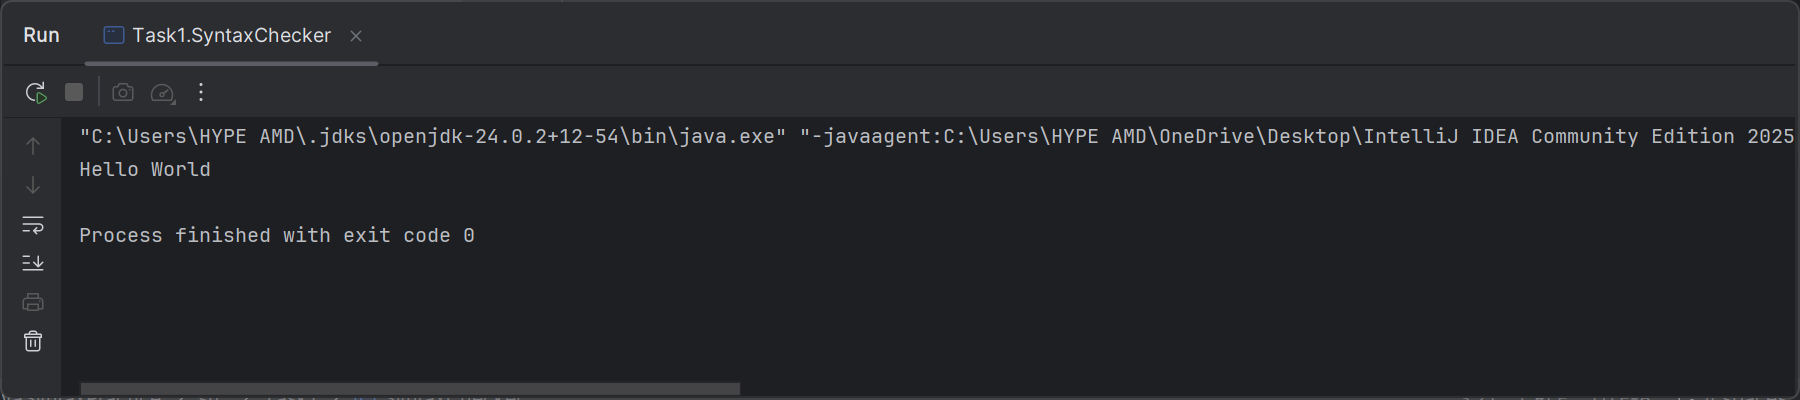 Run Task1.SyntaxChecker
"C:\Users\HYPE AMD\.jdks\openjdk-24.0.2+12-54\bin\java.exe" "-javaagent:C:\Users\HYPE AMD\OneDrive\Desktop\IntelliJ IDEA Community Edition 2025
Hello World
Process finished with exit code 0